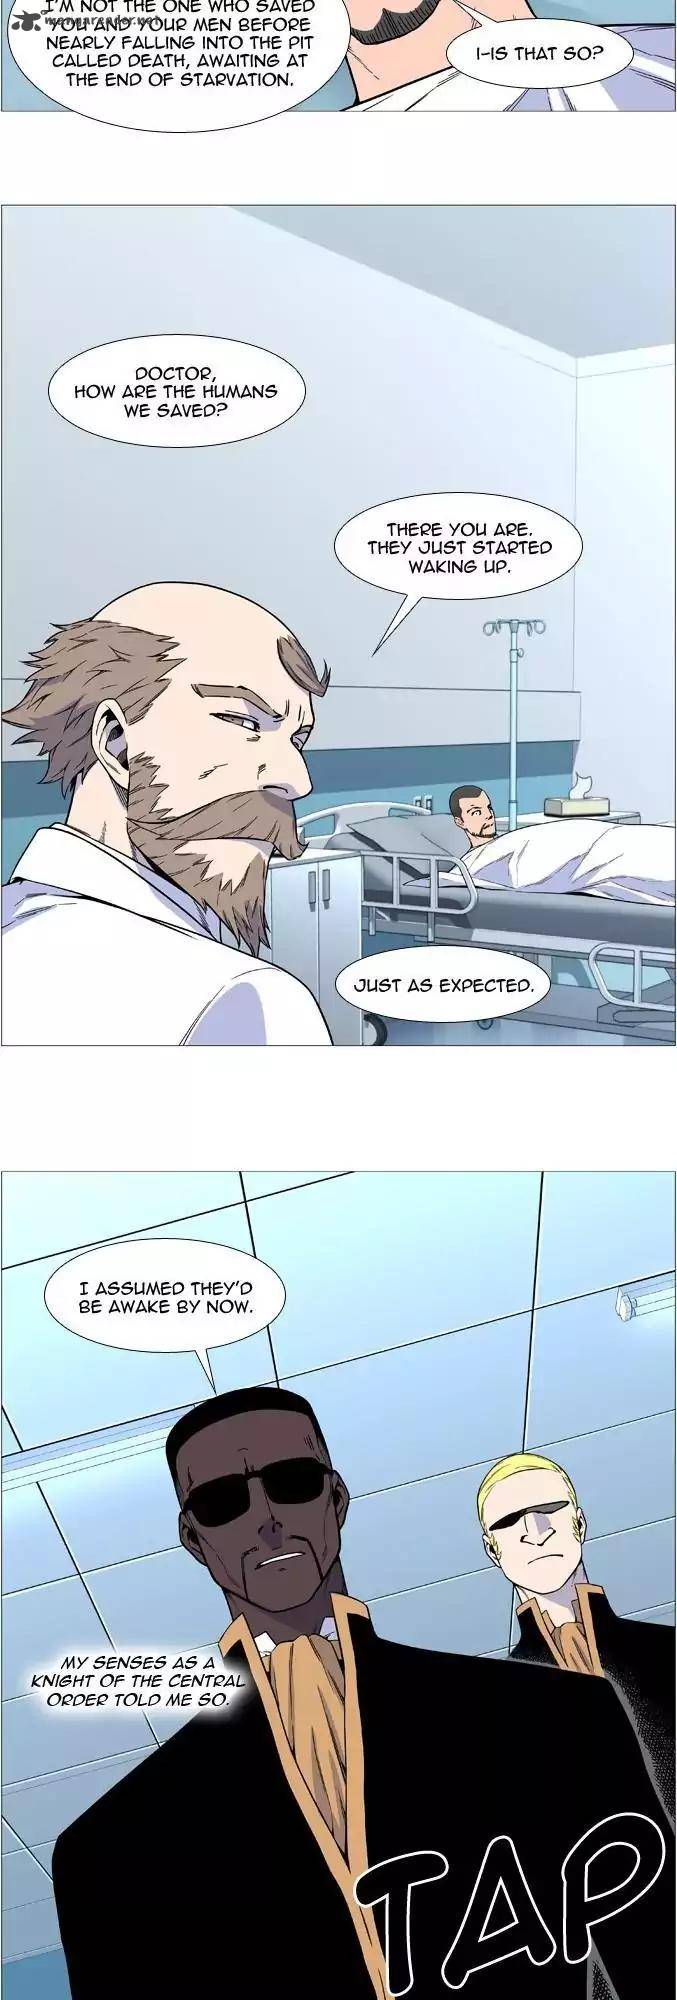 mangareader.net
I'M NOT THE ONE WHO SAVED
YOU AND YOUR MEN BEFORE
NEARLY FALLING INTO THE PIT
CALLED DEATH, AWAITING AT
THE END OF STARVATION.
I-IS THAT SO?
DOCTOR,
HOW ARE THE HUMANS
WE SAVED?
THERE YOU ARE.
THEY JUST STARTED
WAKING UP.
JUST AS EXPECTED.
I ASSUMED THEY'D
BE AWAKE BY NOW.
MY SENSES AS A
KNIGHT OF THE CENTRAL
ORDER TOLD ME SO.
TAP